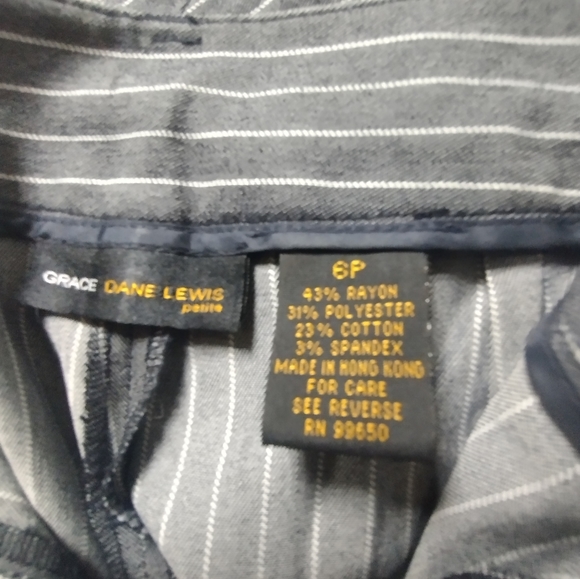 GRACE DANE LEWIS
petite
6P
43% RAYON
31% POLYESTER
23% COTTON
3% SPANDEX
MADE IN HONG KONG
FOR CARE
SEE REVERSE
RN 99650